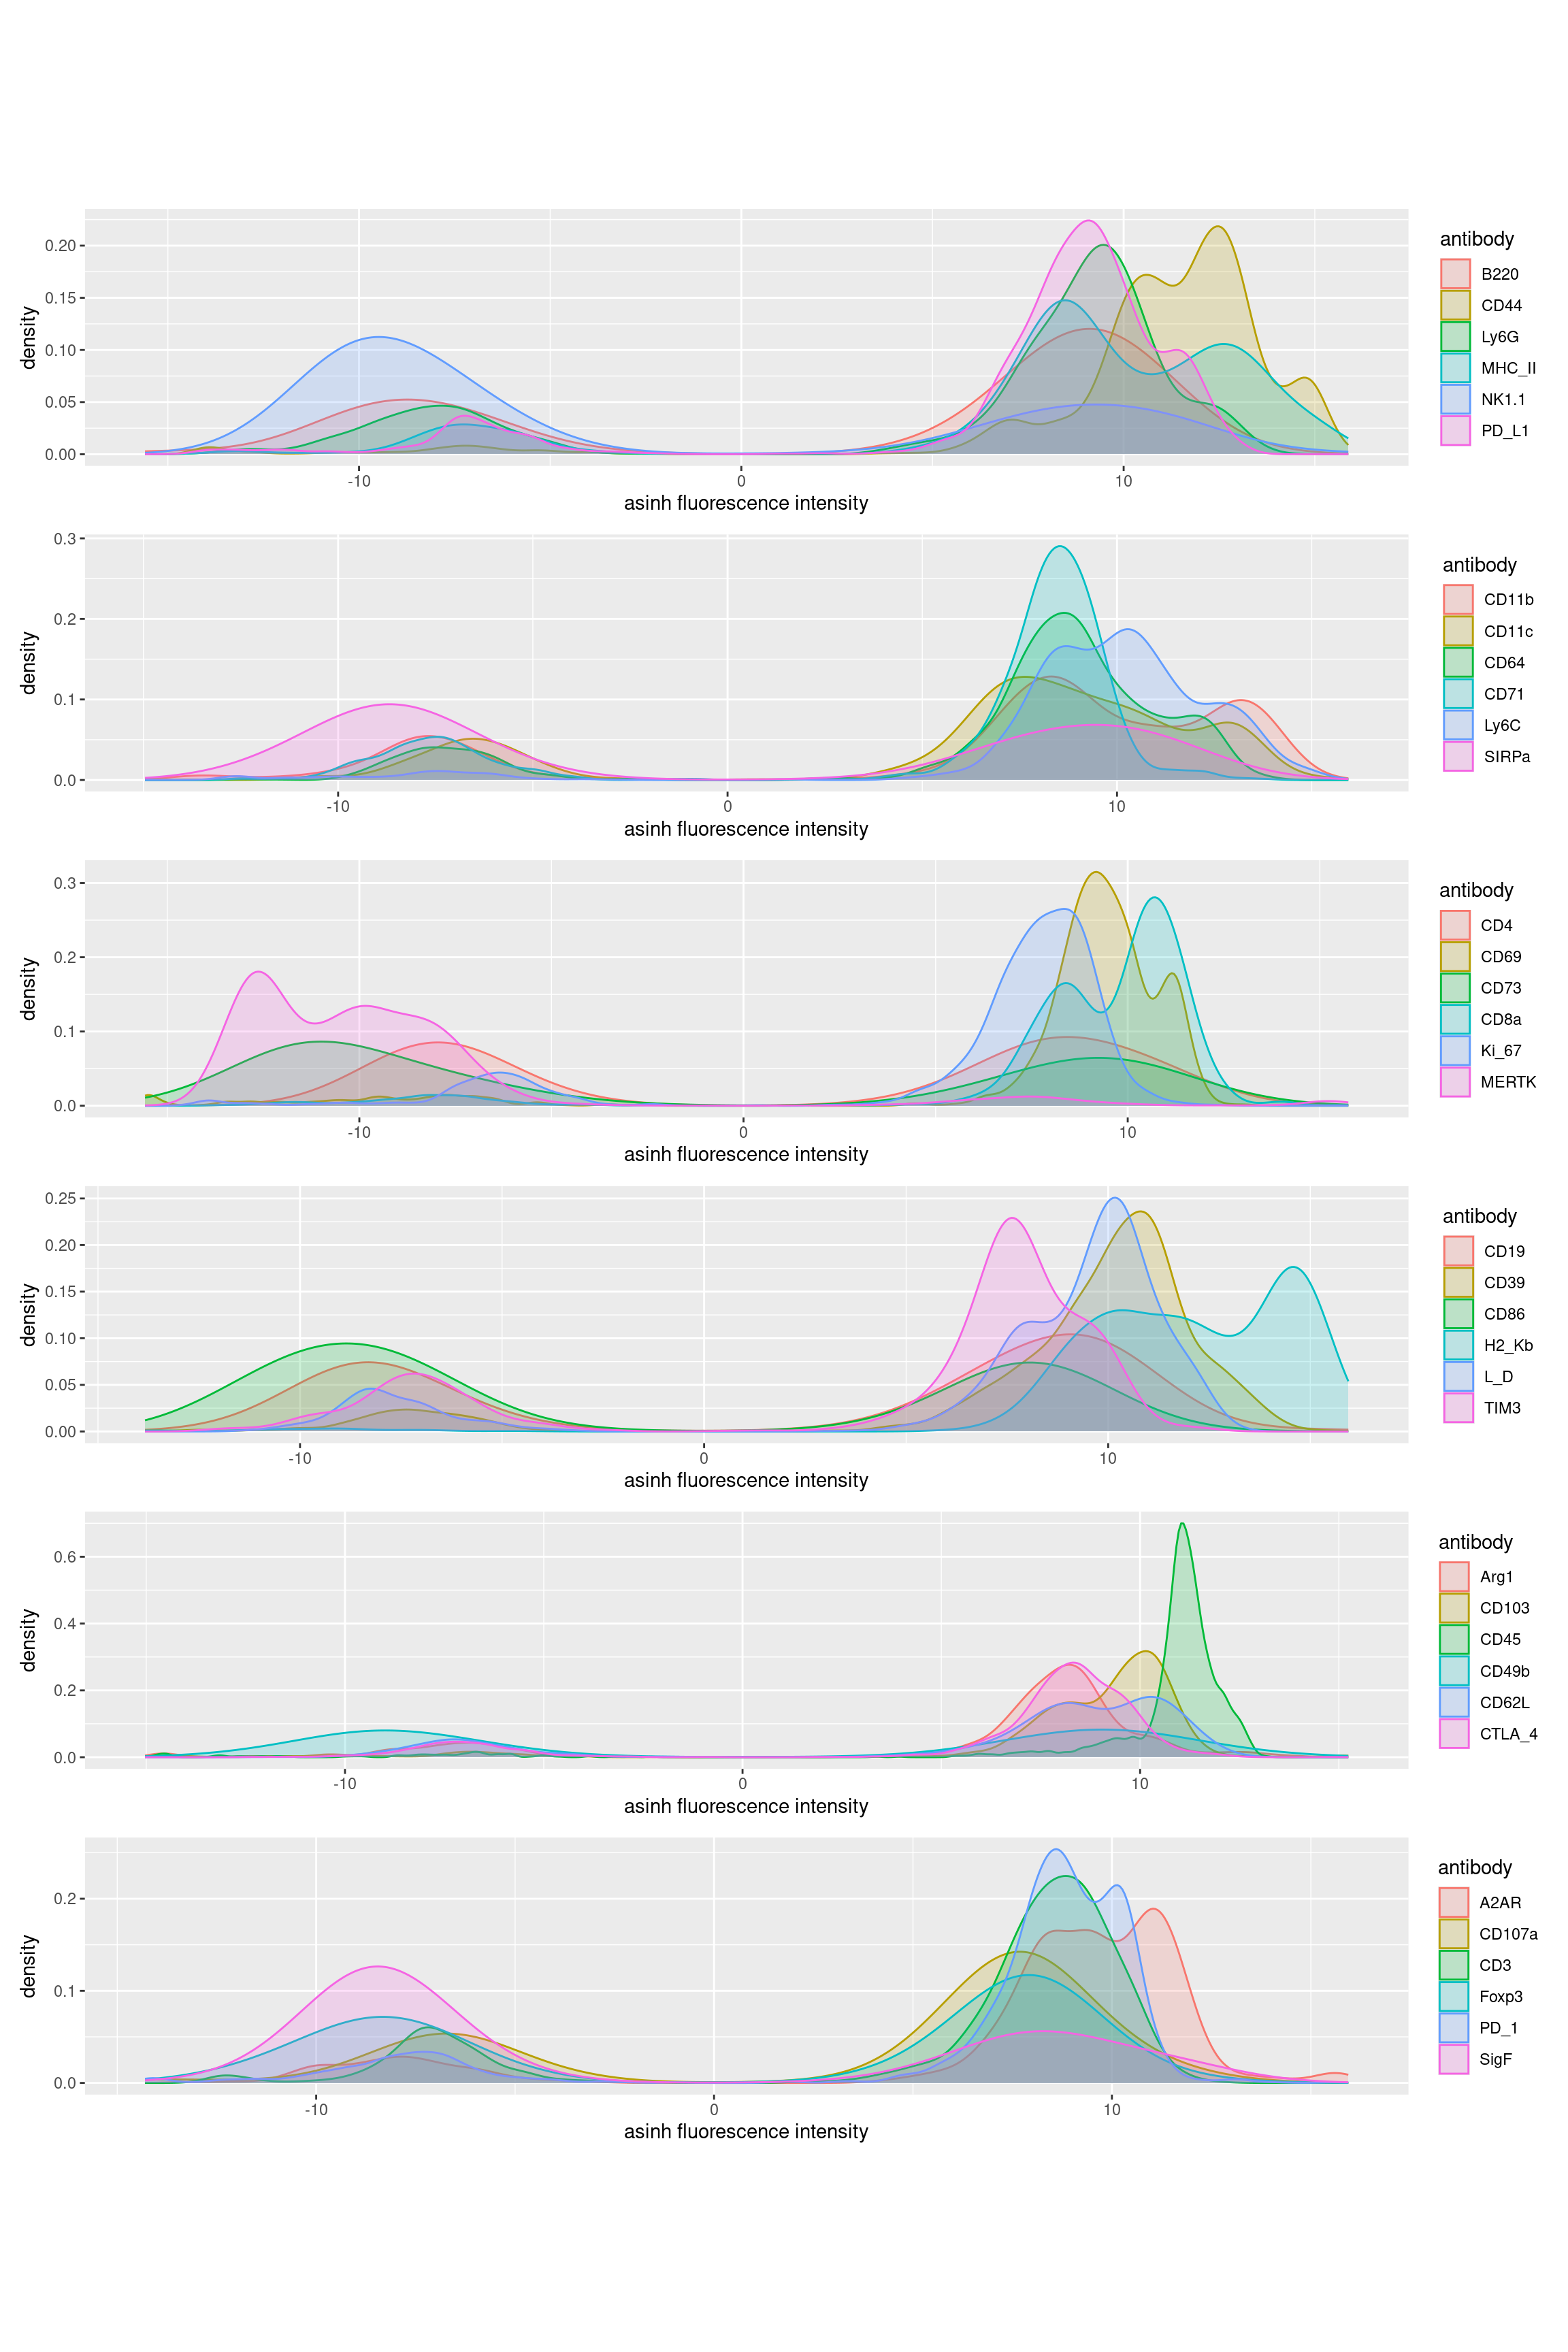 antibody
0.20
B220
CD44
0.15
Ly6G
density
0.10
MHC_II
0.05
NK1.1
PD_L1
0.00
-10
0
10
asinh fluorescence intensity
0.3
antibody
CD11b
0.2
CD11c
density
CD64
0.1
CD71
Ly6C
SIRPa
0.0
-10
0
10
asinh fluorescence intensity
0.3
antibody
CD4
0.2
CD69
density
CD73
0.1
CD8a
Ki_67
MERTK
0.0
-10
0
10
asinh fluorescence intensity
0.25
antibody
0.20
CD19
CD39
0.15
CD86
density
0.10
H2_Kb
0.05
L_D
TIM3
0.00
-10
0
10
asinh fluorescence intensity
antibody
0.6
Arg1
CD103
0.4
CD45
density
CD49b
0.2
CD62L
CTLA_4
0.0
-10
0
10
asinh fluorescence intensity
antibody
0.2
A2AR
CD107a
density
CD3
0.1
Foxp3
PD_1
SigF
0.0
-10
0
10
asinh fluorescence intensity